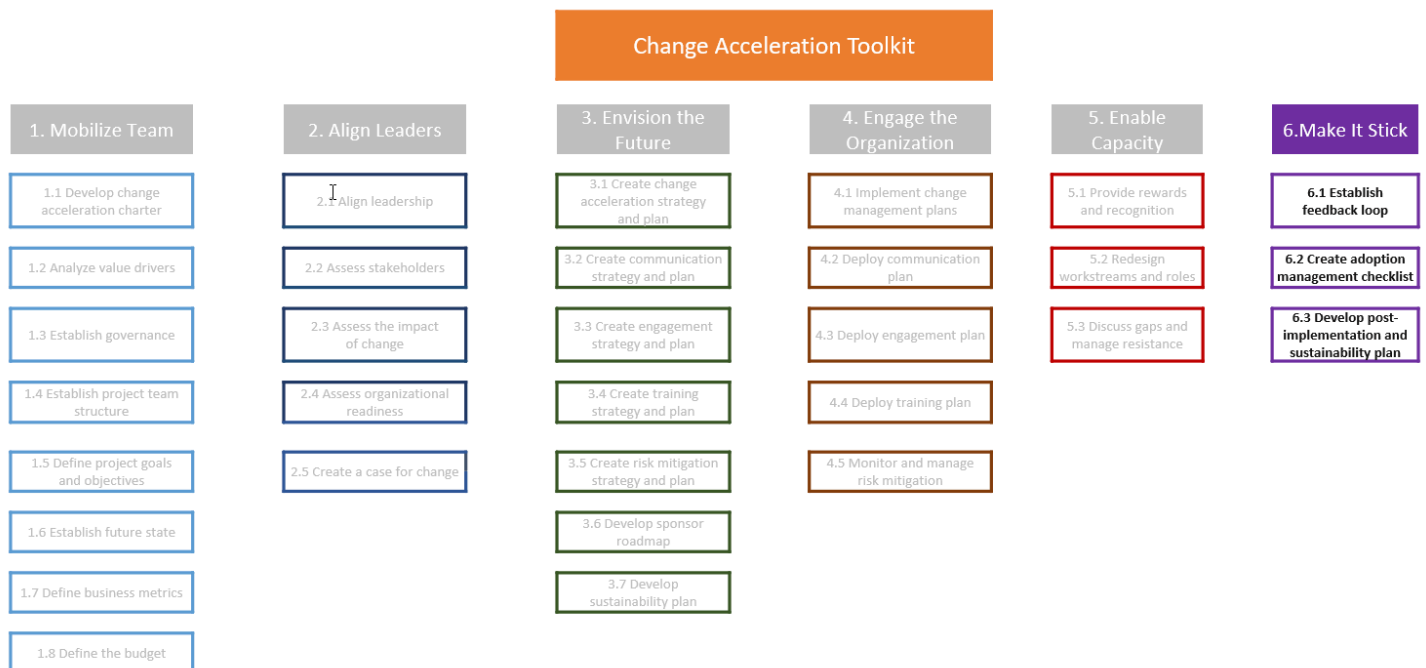 Change Acceleration Toolkit
1. Mobilize Team
1.1 Develop change
acceleration charter
1.2 Analyze value drivers
1.3 Establish governance
1.4 Establish project team
structure
1.5 Define project goals
and objectives
1.6 Establish future state
1.7 Define business metrics
1.8 Define the budget
2. Align Leaders
2.1 Align leadership
2.2 Assess stakeholders
2.3 Assess the impact
of change
2.4 Assess organizational
readiness
2.5 Create a case for change
3. Envision the
Future
3.1 Create change
acceleration strategy
and plan
3.2 Create communication
strategy and plan
3.3 Create engagement
strategy and plan
3.4 Create training
strategy and plan
3.5 Create risk mitigation
strategy and plan
3.6 Develop sponsor
roadmap
3.7 Develop
sustainability plan
4. Engage the
Organization
4.1 Implement change
management plans
4.2 Deploy communication
plan
4.3 Deploy engagement plan
4.4 Deploy training plan
4.5 Monitor and manage
risk mitigation
5. Enable
Capacity
5.1 Provide rewards
and recognition
5.2 Redesign
workstreams and roles
5.3 Discuss gaps and
manage resistance
6.Make It Stick
6.1 Establish
feedback loop
6.2 Create adoption
management checklist
6.3 Develop post-
implementation and
sustainability plan